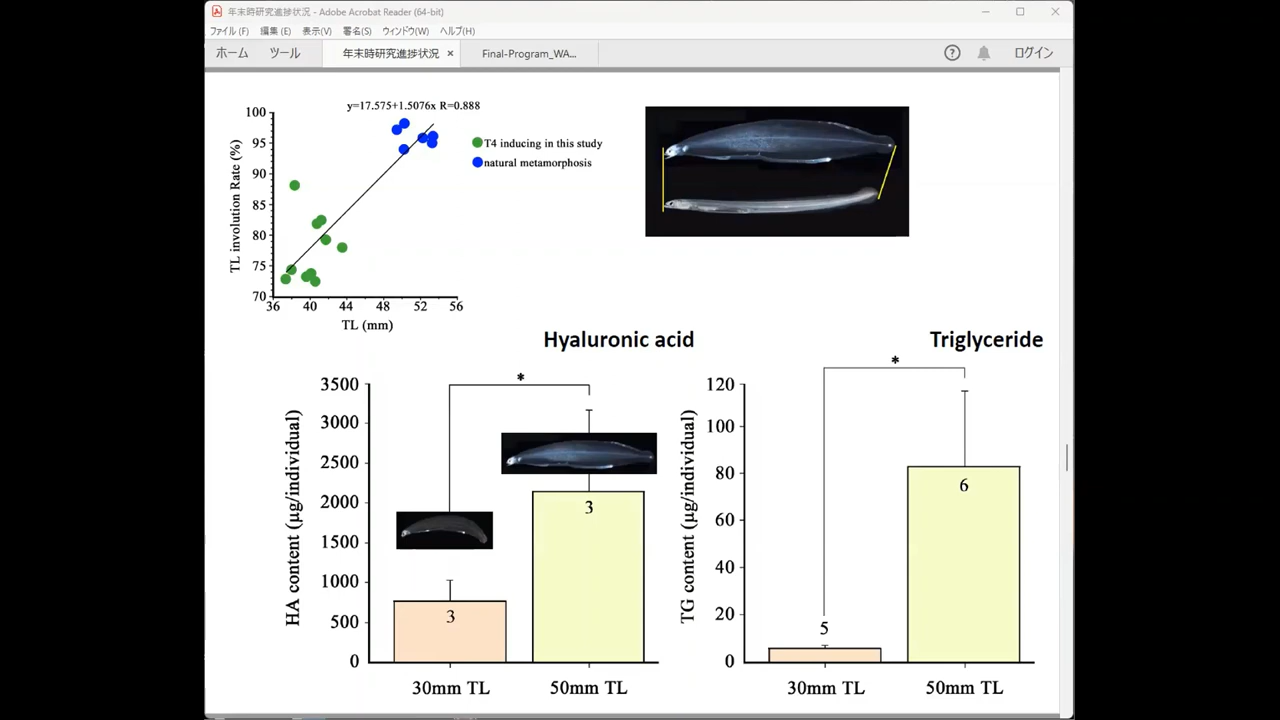 年末時研究進捗状況 - Adobe Acrobat Reader (64-bit)
ファイル (F) 編集 (E) 表示(V) 署名(S) ウィンドウ(W) ヘルプ(H)
ホーム ツール 年末時研究進捗状況 × Final-Program_WA... ? ログイン
y=17.575+1.5076x R=0.888
TL involution Rate (%)
100
95
90
85
80
75
70
36 40 44 48 52 56
TL (mm)
T4 inducing in this study
natural metamorphosis
Hyaluronic acid
*
HA content (μg/individual)
3500
3000
2500
2000
1500
1000
500
0
3
3
30mm TL 50mm TL
Triglyceride
*
TG content (μg/individual)
120
100
80
60
40
20
0
5
6
30mm TL 50mm TL